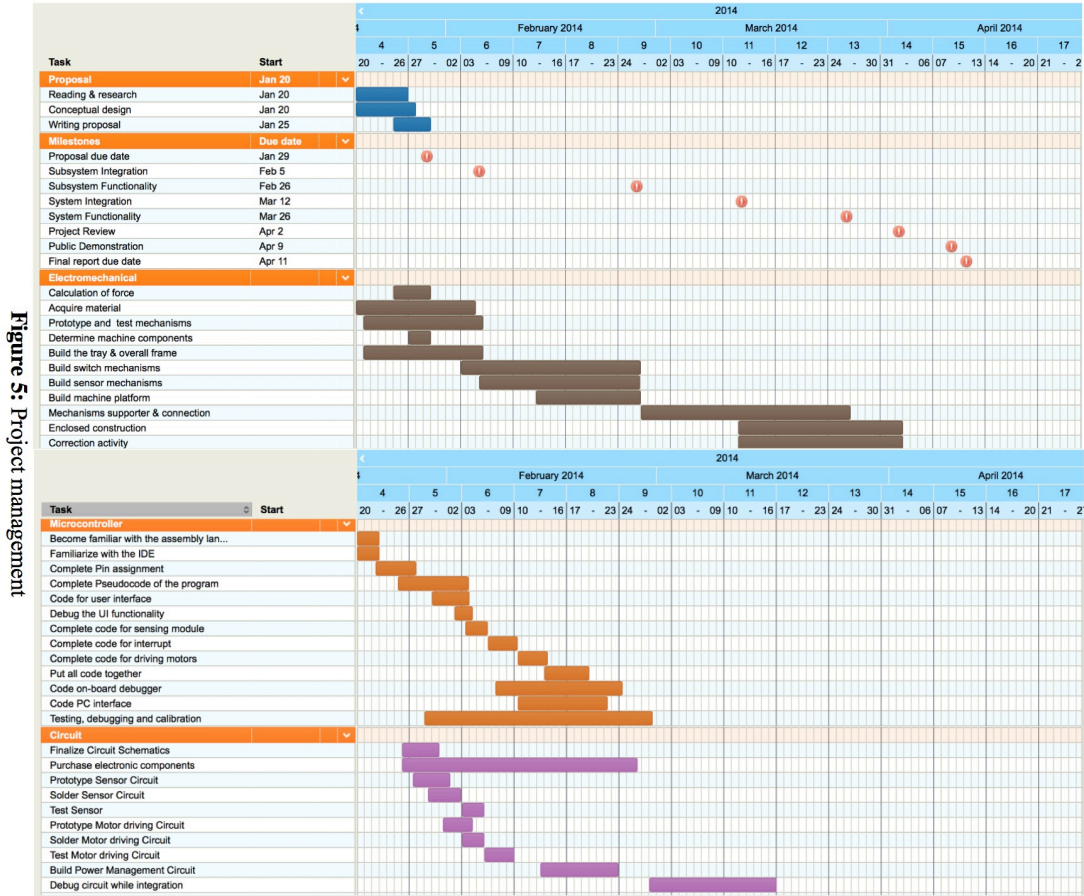 2014
4 February 2014 March 2014 April 2014
4 5 6 7 8 9 10 11 12 13 14 15 16 17
Task Start 20 - 26 27 - 02 03 - 09 10 16 17 - 23 24 - 02 03 - 09 10 - 16 17 - 23 24 - 30 31 - 06 07 - 13 14 - 20 21 - 2
Proposal Jan 20
Reading & research Jan 20
Conceptual design Jan 20
Writing proposal Jan 25
Milestones Due date
Proposal due date Jan 29
Subsystem Integration Feb 5
Subsystem Functionality Feb 26
System Integration Mar 12
System Functionality Mar 26
Project Review Apr 2
Public Demonstration Apr 9
Final report due date Apr 11
Electromechanical
Calculation of force
Acquire material
Prototype and test mechanisms
Determine machine components
Build the tray & overall frame
Build switch mechanisms
Build sensor mechanisms
Build machine platform
Mechanisms supporter & connection
Enclosed construction
Correction activity
2014
February 2014 March 2014 April 2014
4 5 6 7 8 9 10 11 12 13 14 15 16 17
Task Start 20 - 26 27 - 02 03 - 09 10 16 17 - 23 24 - 02 03 - 09 10 - 16 17 - 23 24 - 30 31 - 06 07 - 13 14 - 20 21 - 2
Microcontroller
Become familiar with the assembly lan...
Familiarize with the IDE
Complete Pin assignment
Complete Pseudocode of the program
Code for user interface
Debug the UI functionality
Complete code for sensing module
Complete code for interrupt
Complete code for driving motors
Put all code together
Code on-board debugger
Code PC interface
Testing, debugging and calibration
Circuit
Finalize Circuit Schematics
Purchase electronic components
Prototype Sensor Circuit
Solder Sensor Circuit
Test Sensor
Prototype Motor driving Circuit
Solder Motor driving Circuit
Test Motor driving Circuit
Build Power Management Circuit
Debug circuit while integration
Figure 5: Project management